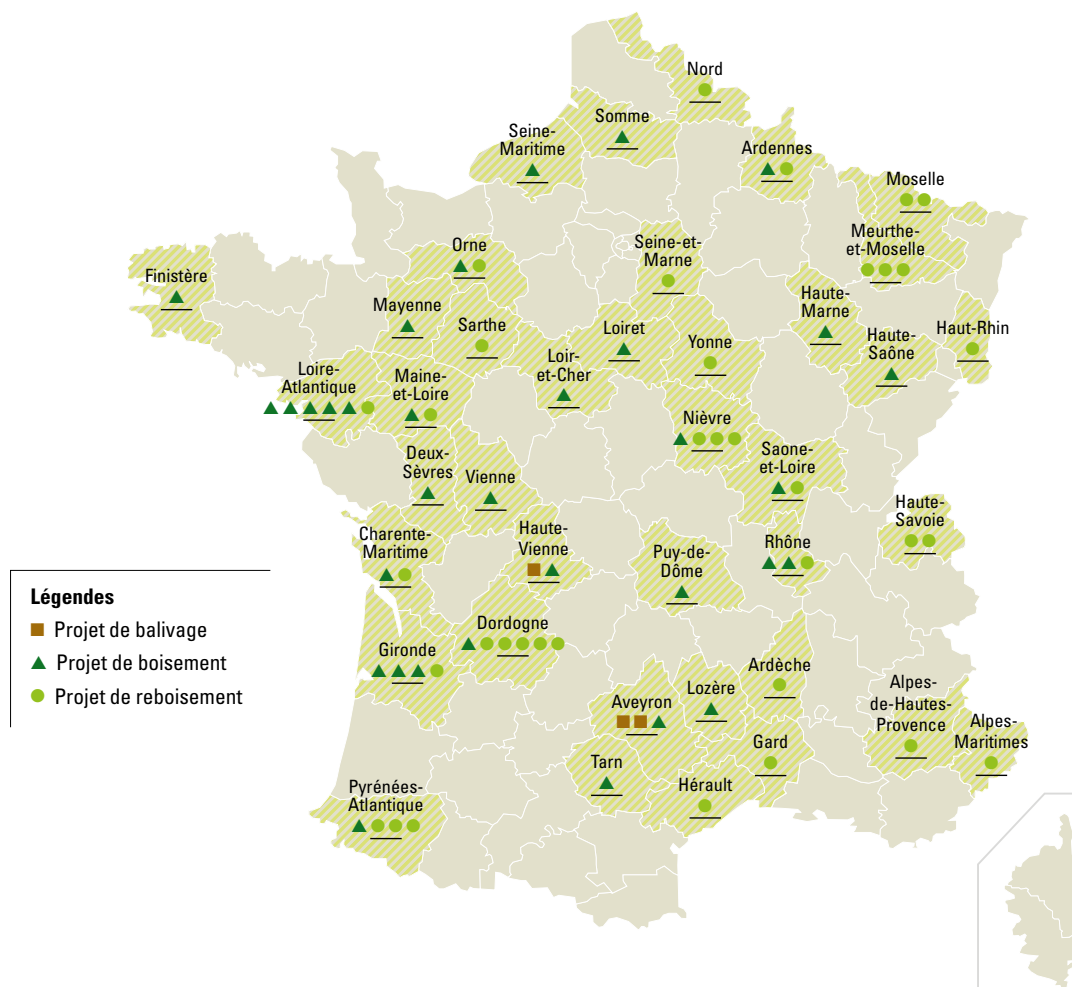 Nord
Somme
Seine-
Maritime
Ardennes
Moselle
Meurthe-
et-Moselle
Orne
Seine-et-
Marne
Finistère
Mayenne
Sarthe
Loiret
Yonne
Haute-
Marne
Haute-
Saône
Haut-Rhin
Loir-
et-Cher
Loire-
Atlantique
Maine-
et-Loire
Nièvre
Deux-
Sèvres
Vienne
Saone-
et-Loire
Haute-
Savoie
Charente-
Maritime
Haute-
Vienne
Puy-de-
Dôme
Rhône
Légendes
Projet de balivage
Projet de boisement
Projet de reboisement
Dordogne
Gironde
Ardèche
Aveyron
Lozère
Alpes-
de-Hautes-
Provence
Alpes-
Maritimes
Gard
Tarn
Hérault
Pyrénées-
Atlantique